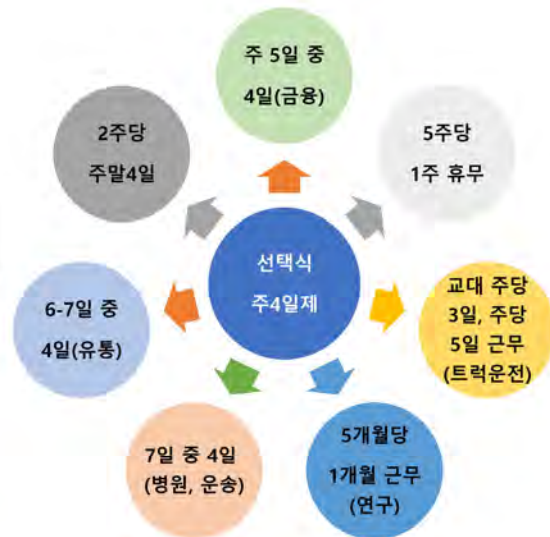 주 5일 중
4일(금융)
5주당
1주 휴무
교대 주당
3일, 주당
5일 근무
(트럭운전)
5개월당
1개월 근무
(연구)
7일 중 4일
(병원, 운송)
6-7일 중
4일(유통)
2주당
주말4일
선택식
주4일제